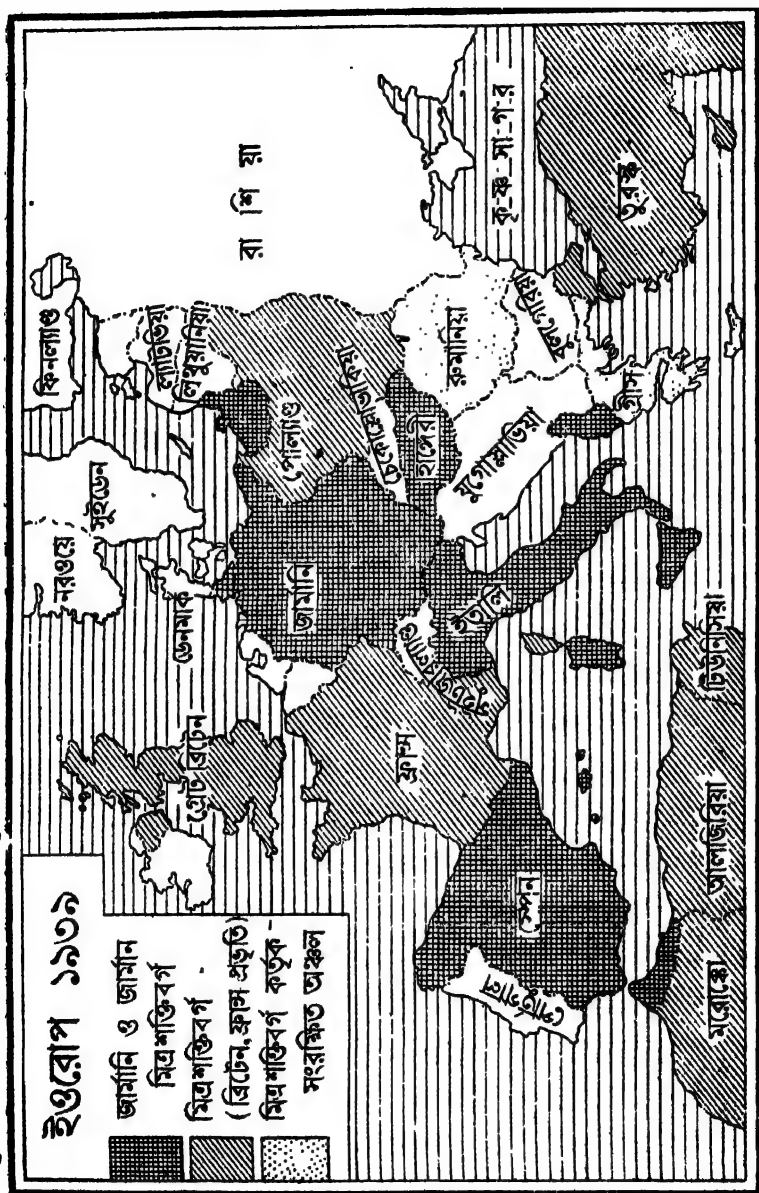 ইওরোপ ১৯৩৯
জার্মানি ও জার্মান
মিত্রশক্তিবর্গ
মিত্রশক্তিবর্গ -
(ব্রিটেন, ফ্রান্স প্রভৃতি)
মিত্রশক্তিবর্গ কর্তৃক -
সংরক্ষিত অঞ্চল
নরওয়ে
সুইডেন
ফিনল্যাণ্ড
ল্যাটভিয়া
লিথুয়ানিয়া
রা শি য়া
ডেনমার্ক
গ্রেট ব্রিটেন
পোল্যাণ্ড
জার্মানি
চেকোশ্লোভাকিয়া
হাঙ্গেরী
রুমানিয়া
ফ্রান্স
সুইজারল্যাণ্ড
ইতালি
যুগোশ্লাভিয়া
বুলগেরিয়া
কৃ-ষ্ণ-সা-গ-র
গ্রীস
তুরস্ক
স্পেন
পোর্তুগাল
মরোক্কো
আলজিরিয়া
টিউনিসিয়া